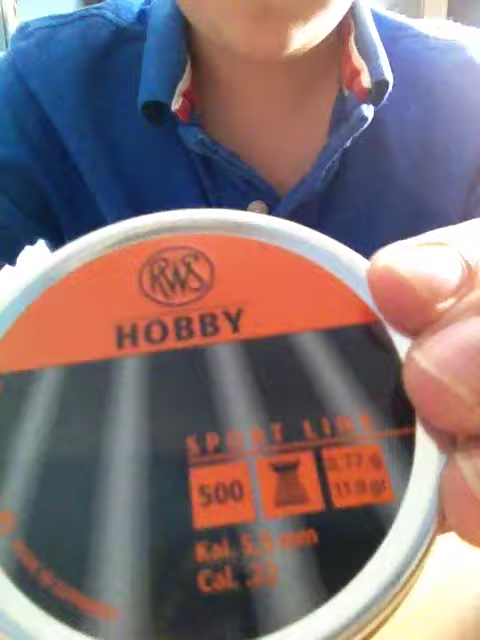 RWS
HOBBY
SPORT LINE
500
0,77 g
11.9 gr
Kal. 5,5 mm
Cal. .22